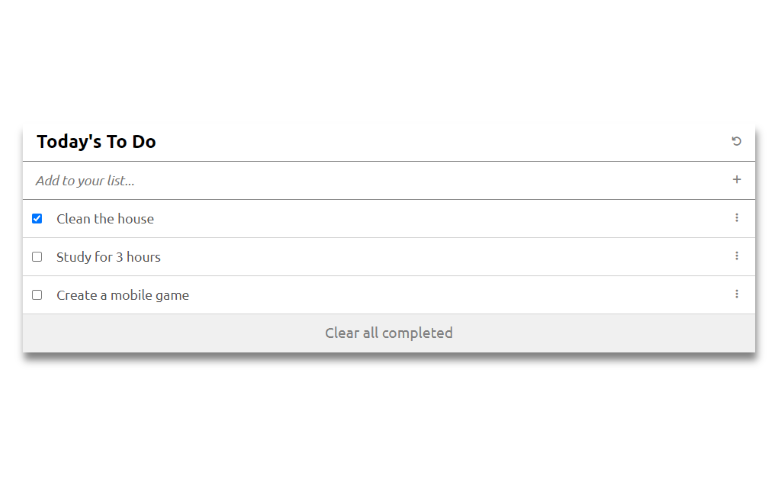 Today's To Do
Add to your list...
Clean the house
Study for 3 hours
Create a mobile game
Clear all completed